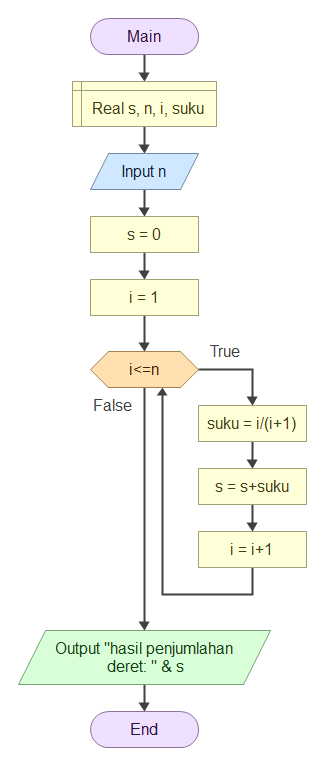 Main
Real s, n, i, suku
Input n
s = 0
i = 1
i<=n
True
False
suku = i/(i+1)
s = s+suku
i = i+1
Output "hasil penjumlahan
deret: " & s
End